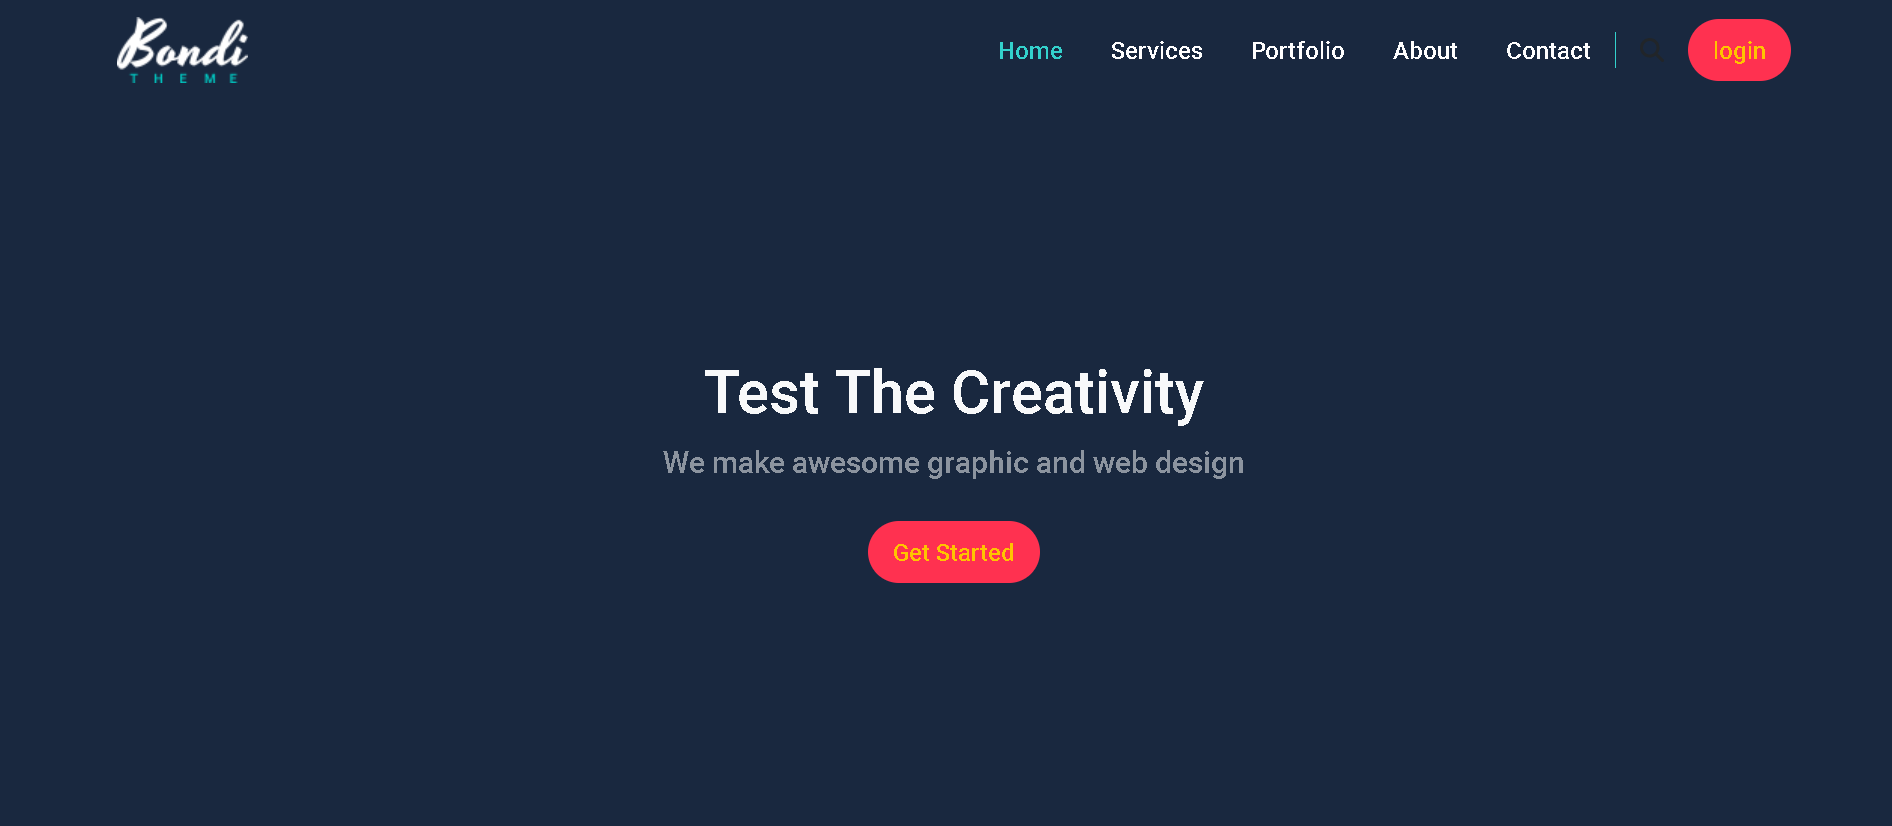 Bondi
THEME
Home Services Portfolio About Contact login
Test The Creativity
We make awesome graphic and web design
Get Started